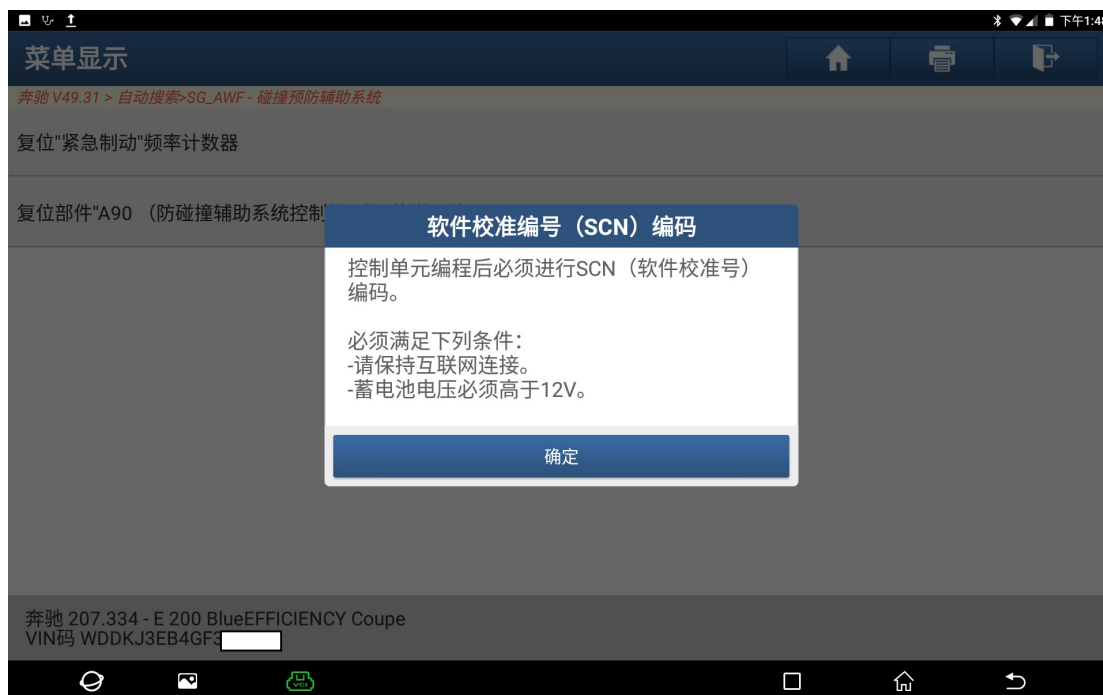 下午1:48
菜单显示
奔驰 V49.31 > 自动搜索>SG_AWF - 碰撞预防辅助系统
复位"紧急制动"频率计数器
复位部件"A90 （防碰撞辅助系统控制
软件校准编号（SCN）编码
控制单元编程后必须进行SCN（软件校准号）
编码。
必须满足下列条件：
-请保持互联网连接。
-蓄电池电压必须高于12V。
确定
奔驰 207.334 - E 200 BlueEFFICIENCY Coupe
VIN码 WDDKJ3EB4GF3
VCI